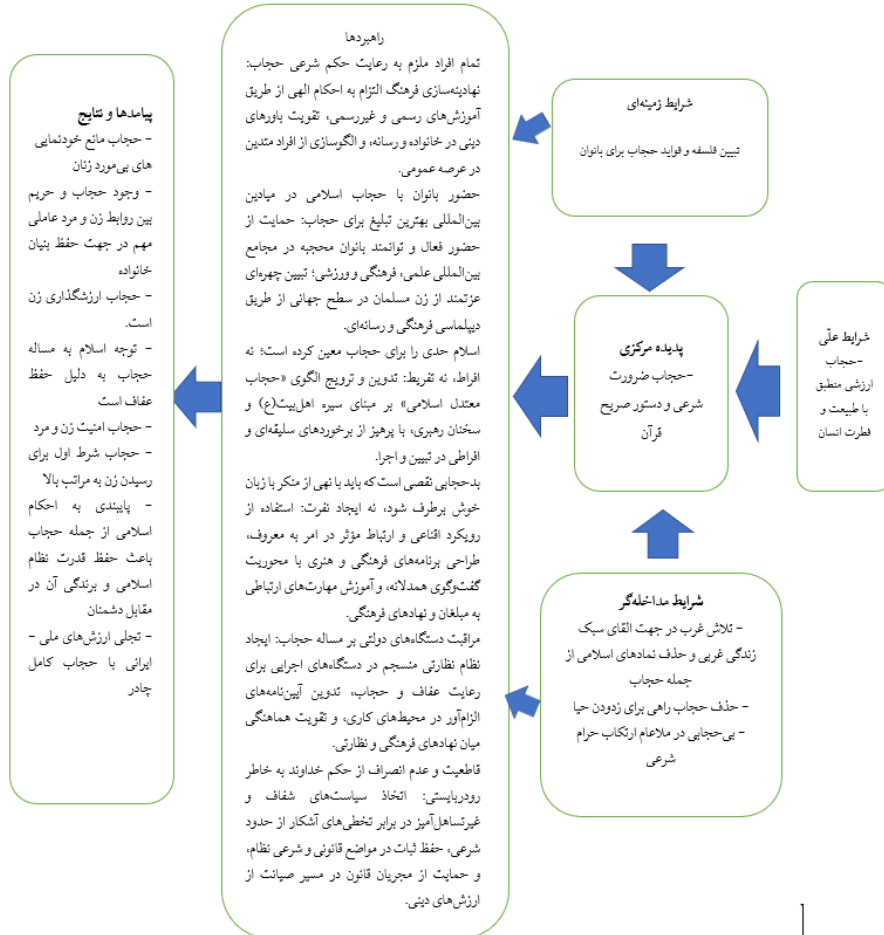 شرایط علّی
-حجاب
ارزشی منطبق
با طبیعت و
فطرت انسان
شرایط زمینه‌ای
تبیین فلسفه و فواید حجاب برای بانوان
پدیده مرکزی
-حجاب ضرورت
شرعی و دستور صریح
قرآن
شرایط مداخله‌گر
- تلاش غرب در جهت القای سبک
زندگی غربی و حذف نمادهای اسلامی از
جمله حجاب
- حذف حجاب راهی برای زدودن حیا
- بی‌حجابی در ملاعام ارتکاب حرام
شرعی
راهبردها
تمام افراد ملزم به رعایت حکم شرعی حجاب:
نهادینه‌سازی فرهنگ التزام به احکام الهی از طریق
آموزش‌های رسمی و غیررسمی، تقویت باورهای
دینی در خانواده و رسانه، و الگوسازی از افراد متدین
در عرصه عمومی.
حضور بانوان با حجاب اسلامی در میادین
بین‌المللی بهترین تبلیغ برای حجاب: حمایت از
حضور فعال و توانمند بانوان محجبه در مجامع
بین‌المللی علمی، فرهنگی و ورزشی؛ تبیین چهره‌ای
عزتمند از زن مسلمان در سطح جهانی از طریق
دیپلماسی فرهنگی و رسانه‌ای.
اسلام حدی را برای حجاب معین کرده است؛ نه
افراط، نه تفریط: تدوین و ترویج الگوی «حجاب
معتدل اسلامی» بر مبنای سیره اهل‌بیت(ع) و
سخنان رهبری، با پرهیز از برخوردهای سلیقه‌ای و
افراطی در تبیین و اجرا.
بدحجابی نقصی است که باید با نهی از منکر با زبان
خوش برطرف شود، نه ایجاد نفرت: استفاده از
رویکرد اقناعی و ارتباط مؤثر در امر به معروف،
طراحی برنامه‌های فرهنگی و هنری با محوریت
گفت‌وگوی همدلانه، و آموزش مهارت‌های ارتباطی
به مبلغان و نهادهای فرهنگی.
مراقبت دستگاه‌های دولتی بر مساله حجاب: ایجاد
نظام نظارتی منسجم در دستگاه‌های اجرایی برای
رعایت عفاف و حجاب، تدوین آیین‌نامه‌های
الزام‌آور در محیط‌های کاری، و تقویت هماهنگی
میان نهادهای فرهنگی و نظارتی.
قاطعیت و عدم انصراف از حکم خداوند به خاطر
رودربایستی: اتخاذ سیاست‌های شفاف و
غیرتساهل‌آمیز در برابر تخطی‌های آشکار از حدود
شرعی، حفظ ثبات در مواضع قانونی و شرعی نظام،
و حمایت از مجریان قانون در مسیر صیانت از
ارزش‌های دینی.
پیامدها و نتایج
- حجاب مانع خودنمایی
های بی‌مورد زنان
- وجود حجاب و حریم
بین روابط زن و مرد عاملی
مهم در جهت حفظ بنیان
خانواده
- حجاب ارزشگذاری زن
است.
- توجه اسلام به مساله
حجاب به دلیل حفظ
عفاف است
- حجاب امنیت زن و مرد
- حجاب شرط اول برای
رسیدن زن به مراتب بالا
- پایبندی به احکام
اسلامی از جمله حجاب
باعث حفظ قدرت نظام
اسلامی و برندگی آن در
مقابل دشمنان
- تجلی ارزش‌های ملی -
ایرانی با حجاب کامل
چادر